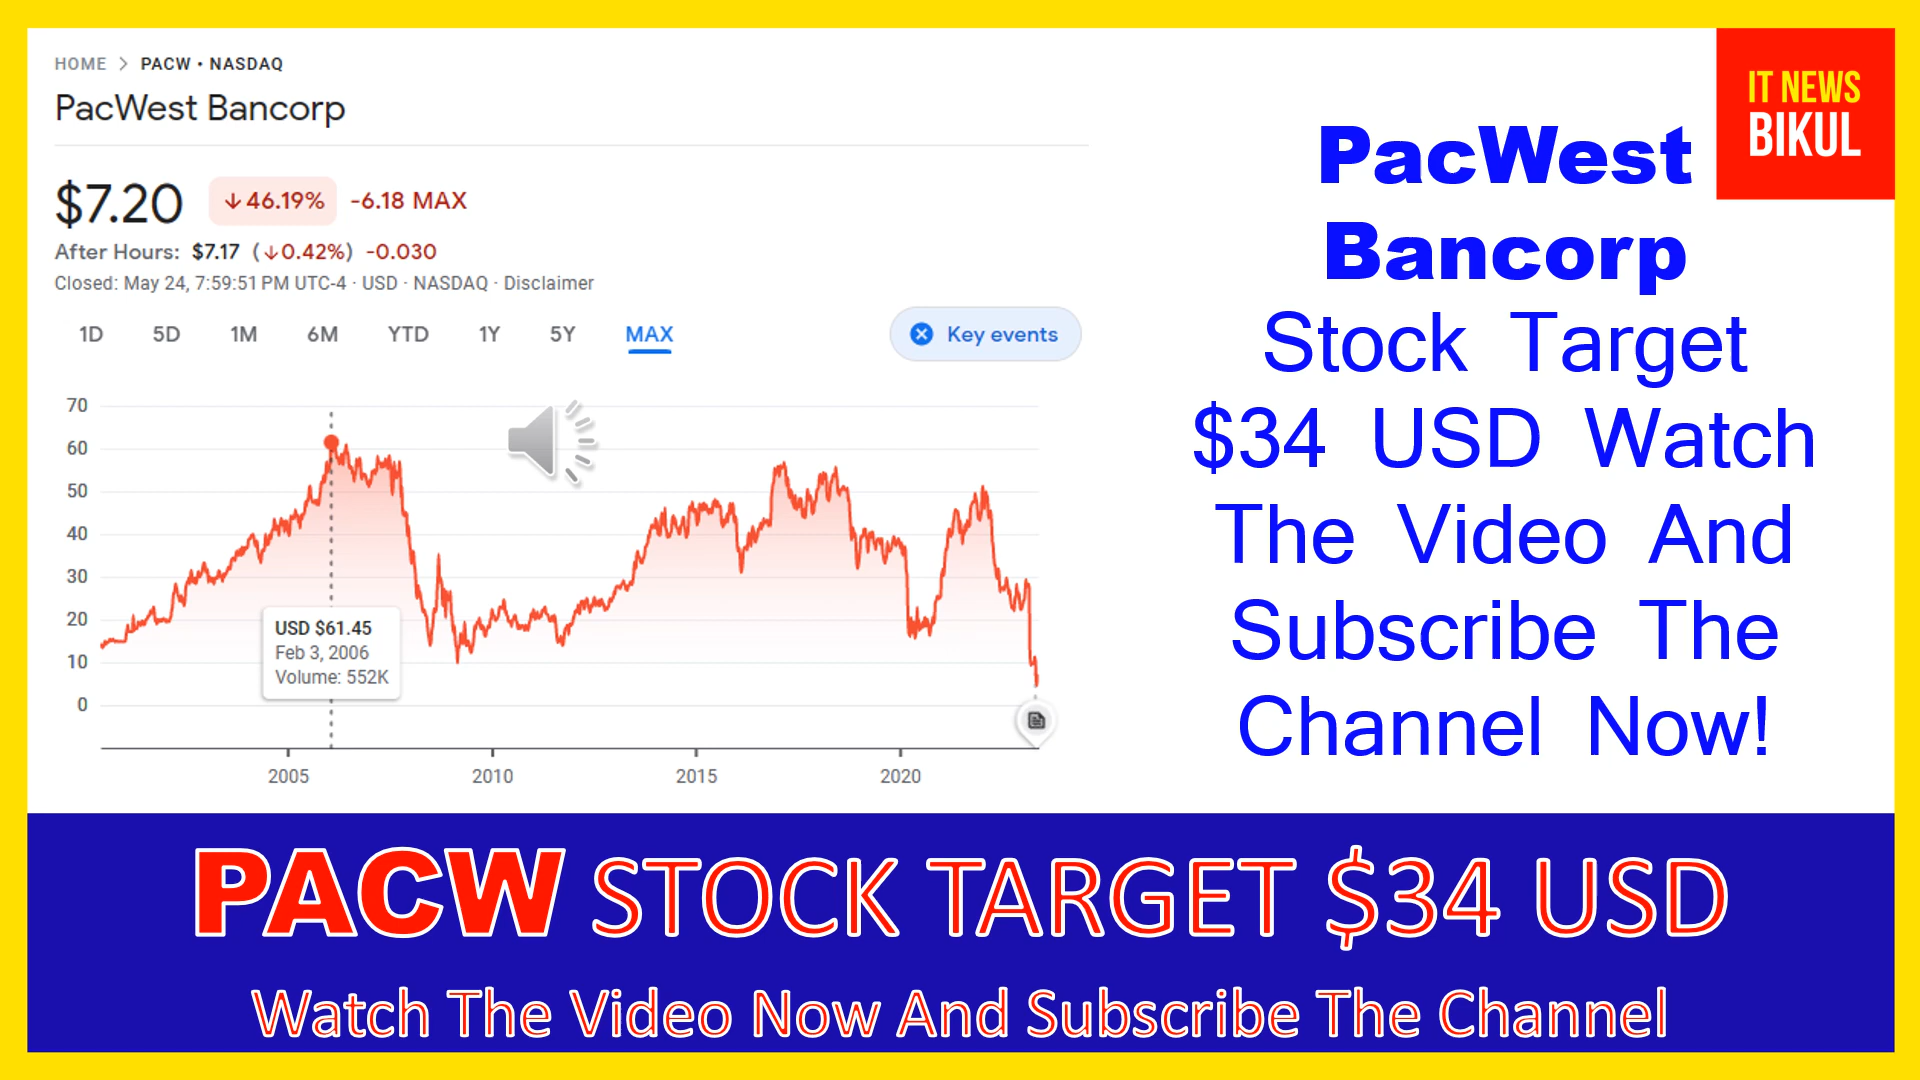 HOME > PACW • NASDAQ
PacWest Bancorp
$7.20 ↓46.19% -6.18 MAX
After Hours: $7.17 (↓0.42%) -0.030
Closed: May 24, 7:59:51 PM UTC-4 · USD · NASDAQ · Disclaimer
1D 5D 1M 6M YTD 1Y 5Y MAX
Key events
70
60
50
40
30
20
10
0
USD $61.45
Feb 3, 2006
Volume: 552K
2005 2010 2015 2020
IT NEWS
BIKUL
PacWest
Bancorp
Stock Target
$34 USD Watch
The Video And
Subscribe The
Channel Now!
PACW STOCK TARGET $34 USD
Watch The Video Now And Subscribe The Channel